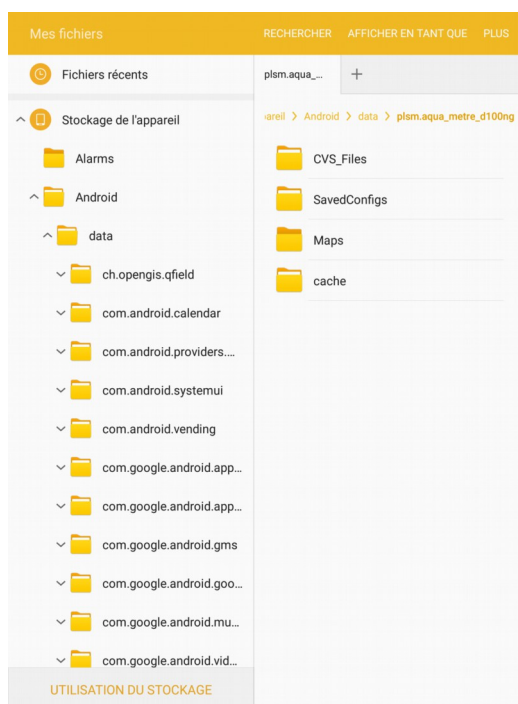 Mes fichiers
RECHERCHER AFFICHER EN TANT QUE PLUS
Fichiers récents
Stockage de l'appareil
Alarms
Android
data
ch.opengis.qfield
com.android.calendar
com.android.providers....
com.android.systemui
com.android.vending
com.google.android.app...
com.google.android.app...
com.google.android.gms
com.google.android.goo...
com.google.android.mu...
com.google.android.vid...
UTILISATION DU STOCKAGE
plsm.aqua_... +
areil > Android > data > plsm.aqua_metre_d100ng
CVS_Files
SavedConfigs
Maps
cache